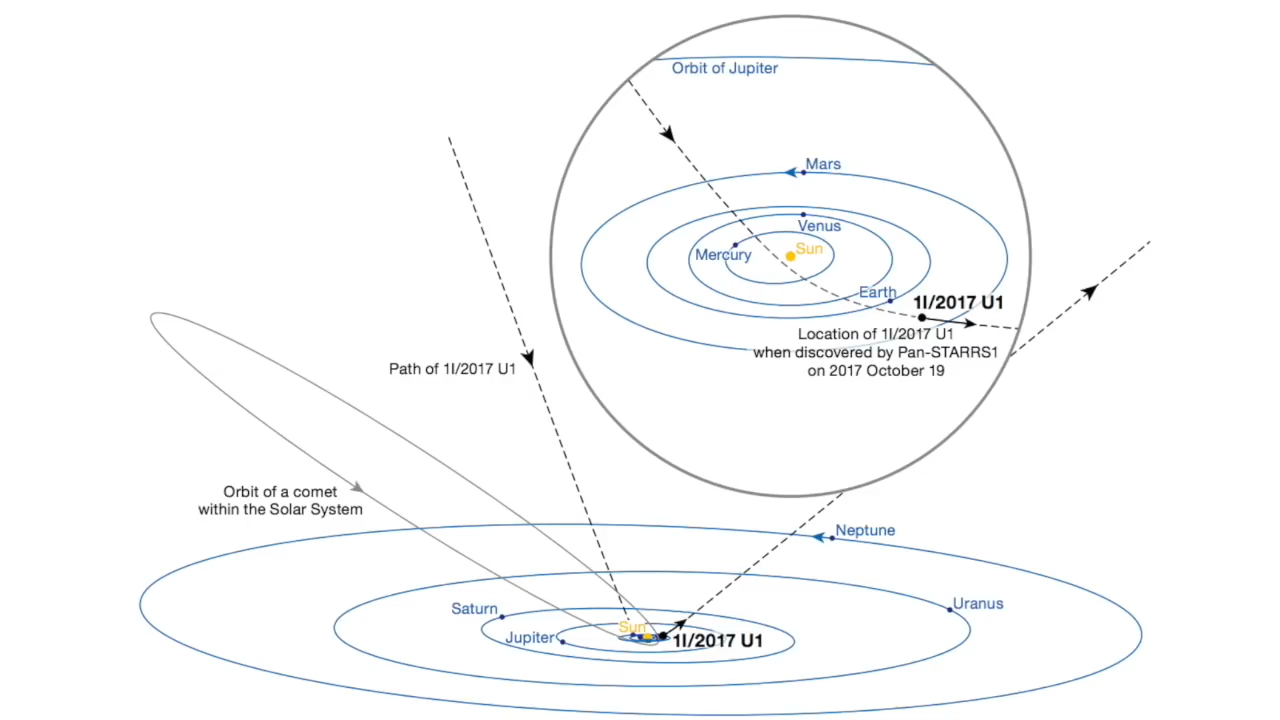 Orbit of Jupiter
Mars
Venus
Sun
Mercury
Earth
1I/2017 U1
Location of 1I/2017 U1
when discovered by Pan-STARRS1
on 2017 October 19
Path of 1I/2017 U1
Orbit of a comet
within the Solar System
Neptune
Uranus
Saturn
Sun
Jupiter
1I/2017 U1